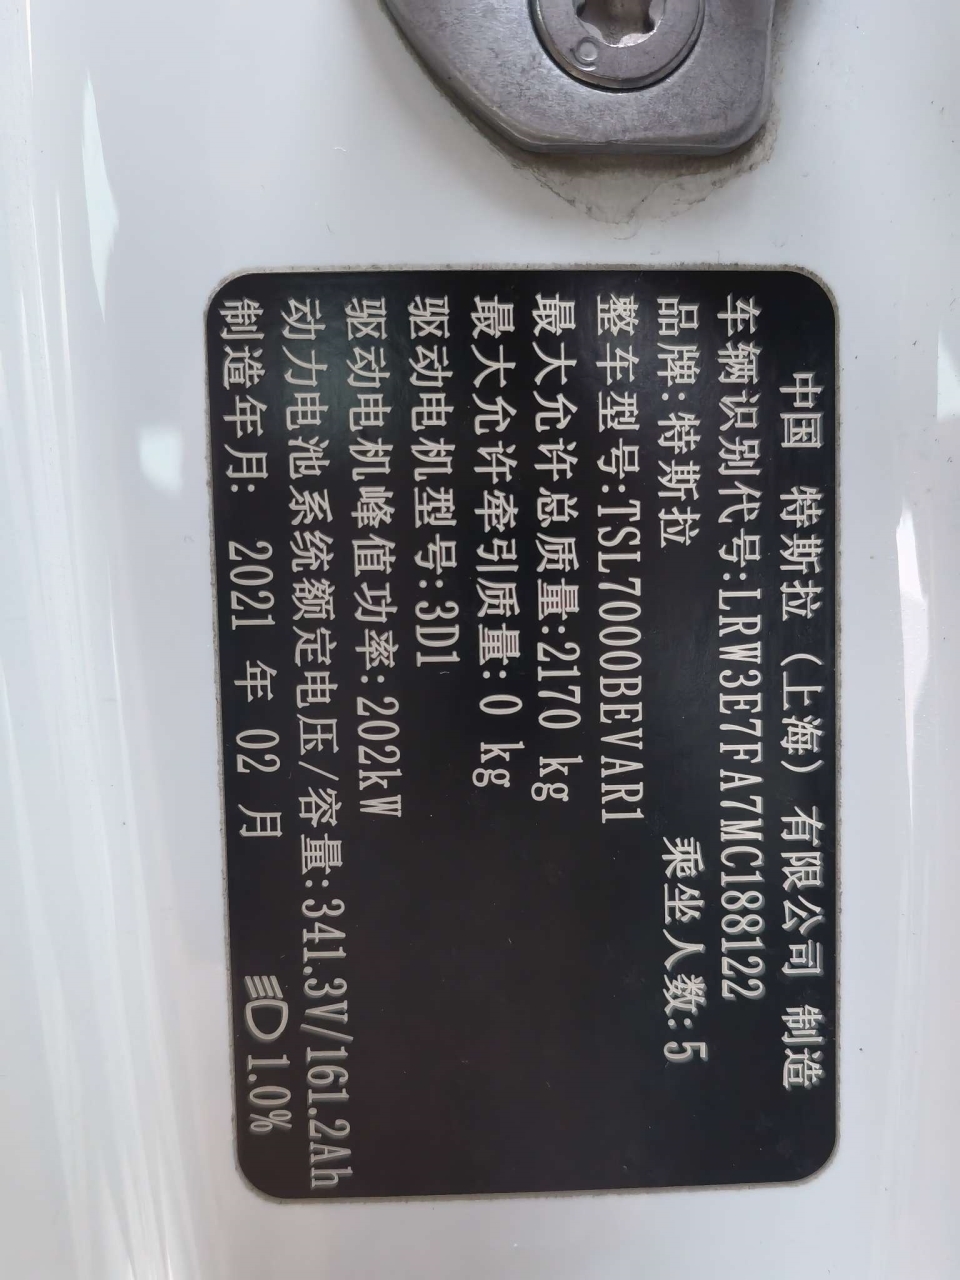 中国 特斯拉（上海）有限公司 制造
车辆识别代号:LRW3E7FA7MC188122
品牌:特斯拉 乘坐人数:5
整车型号:TSL7000BEVAR1
最大允许总质量:2170 kg
最大允许牵引质量:0 kg
驱动电机型号:3D1
驱动电机峰值功率:202kW
动力电池系统额定电压/容量:341.3V/161.2Ah
制造年月: 2021 年 02 月 1.0%